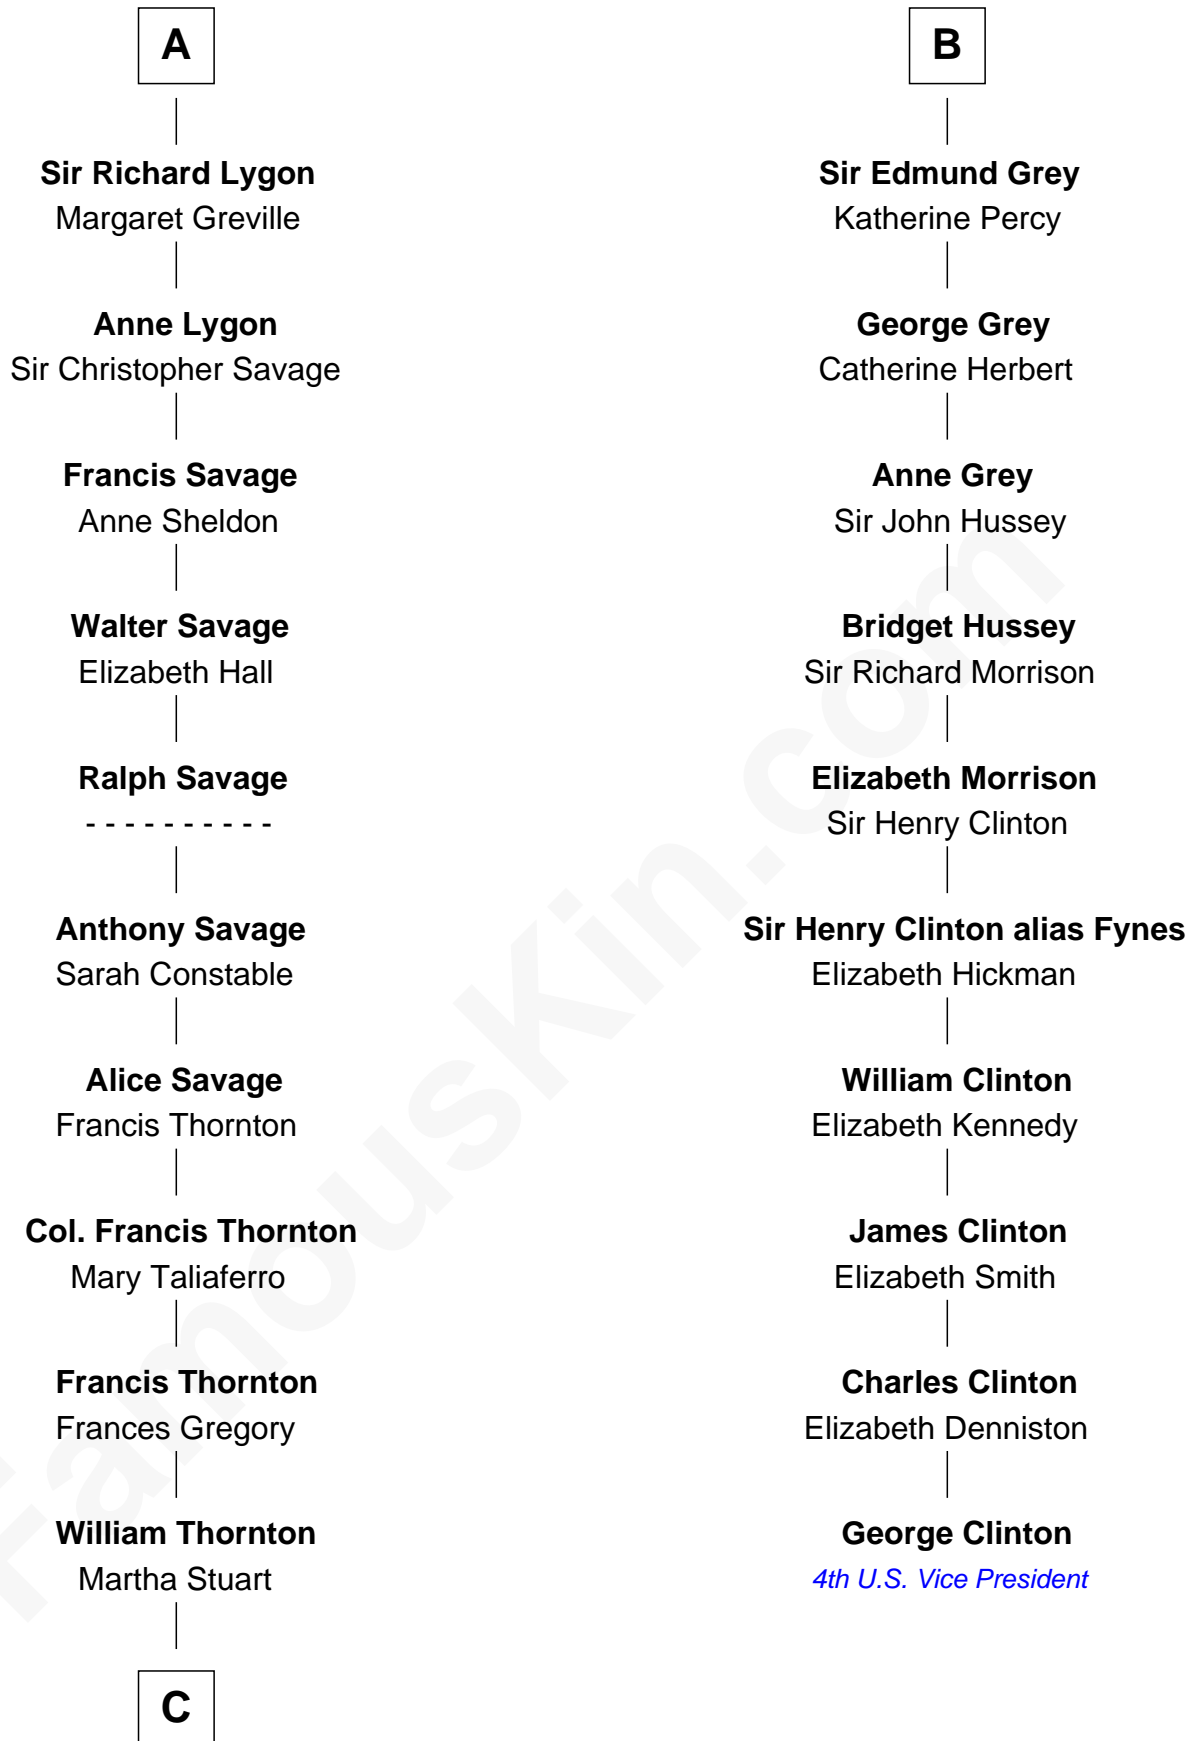 A
Sir Richard Lygon
Margaret Greville
Anne Lygon
Sir Christopher Savage
Francis Savage
Anne Sheldon
Walter Savage
Elizabeth Hall
Ralph Savage
- - - - - - - - - -
Anthony Savage
Sarah Constable
Alice Savage
Francis Thornton
Col. Francis Thornton
Mary Taliaferro
Francis Thornton
Frances Gregory
William Thornton
Martha Stuart
C
B
Sir Edmund Grey
Katherine Percy
George Grey
Catherine Herbert
Anne Grey
Sir John Hussey
Bridget Hussey
Sir Richard Morrison
Elizabeth Morrison
Sir Henry Clinton
Sir Henry Clinton alias Fynes
Elizabeth Hickman
William Clinton
Elizabeth Kennedy
James Clinton
Elizabeth Smith
Charles Clinton
Elizabeth Denniston
George Clinton
4th U.S. Vice President
FamousKin.com